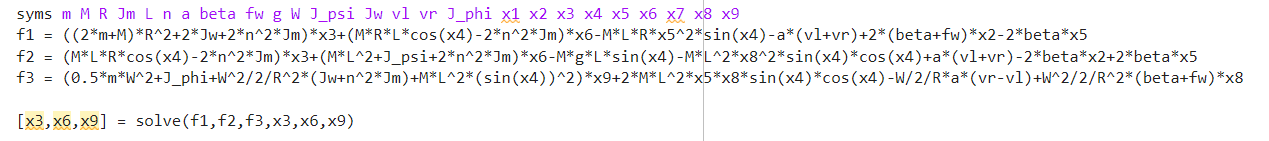 syms m M R Jm L n a beta fw g W J_psi Jw vl vr J_phi x1 x2 x3 x4 x5 x6 x7 x8 x9
f1 = ((2*m+M)*R^2+2*Jw+2*n^2*Jm)*x3+(M*R*L*cos(x4)-2*n^2*Jm)*x6-M*L*R*x5^2*sin(x4)-a*(vl+vr)+2*(beta+fw)*x2-2*beta*x5
f2 = (M*L*R*cos(x4)-2*n^2*Jm)*x3+(M*L^2+J_psi+2*n^2*Jm)*x6-M*g*L*sin(x4)-M*L^2*x8^2*sin(x4)*cos(x4)+a*(vl+vr)-2*beta*x2+2*beta*x5
f3 = (0.5*m*W^2+J_phi+W^2/2/R^2*(Jw+n^2*Jm)+M*L^2*(sin(x4))^2)*x9+2*M*L^2*x5*x8*sin(x4)*cos(x4)-W/2/R*a*(vr-vl)+W^2/2/R^2*(beta+fw)*x8
[x3,x6,x9] = solve(f1,f2,f3,x3,x6,x9)